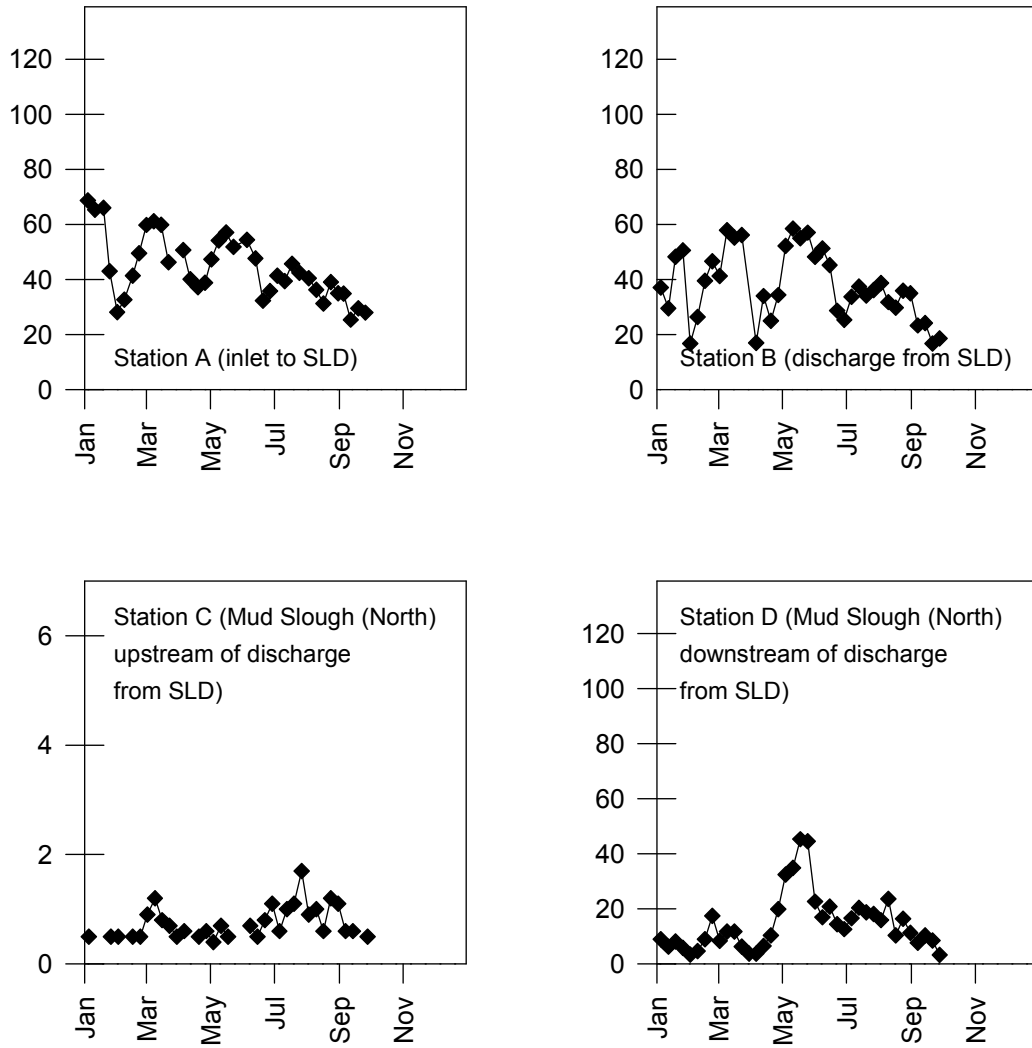 120
100
80
60
40
20
0
Station A (inlet to SLD)
Jan
Mar
May
Jul
Sep
Nov
120
100
80
60
40
20
0
Station B (discharge from SLD)
Jan
Mar
May
Jul
Sep
Nov
6
4
2
0
Station C (Mud Slough (North)
upstream of discharge
from SLD)
Jan
Mar
May
Jul
Sep
Nov
120
100
80
60
40
20
0
Station D (Mud Slough (North)
downstream of discharge
from SLD)
Jan
Mar
May
Jul
Sep
Nov